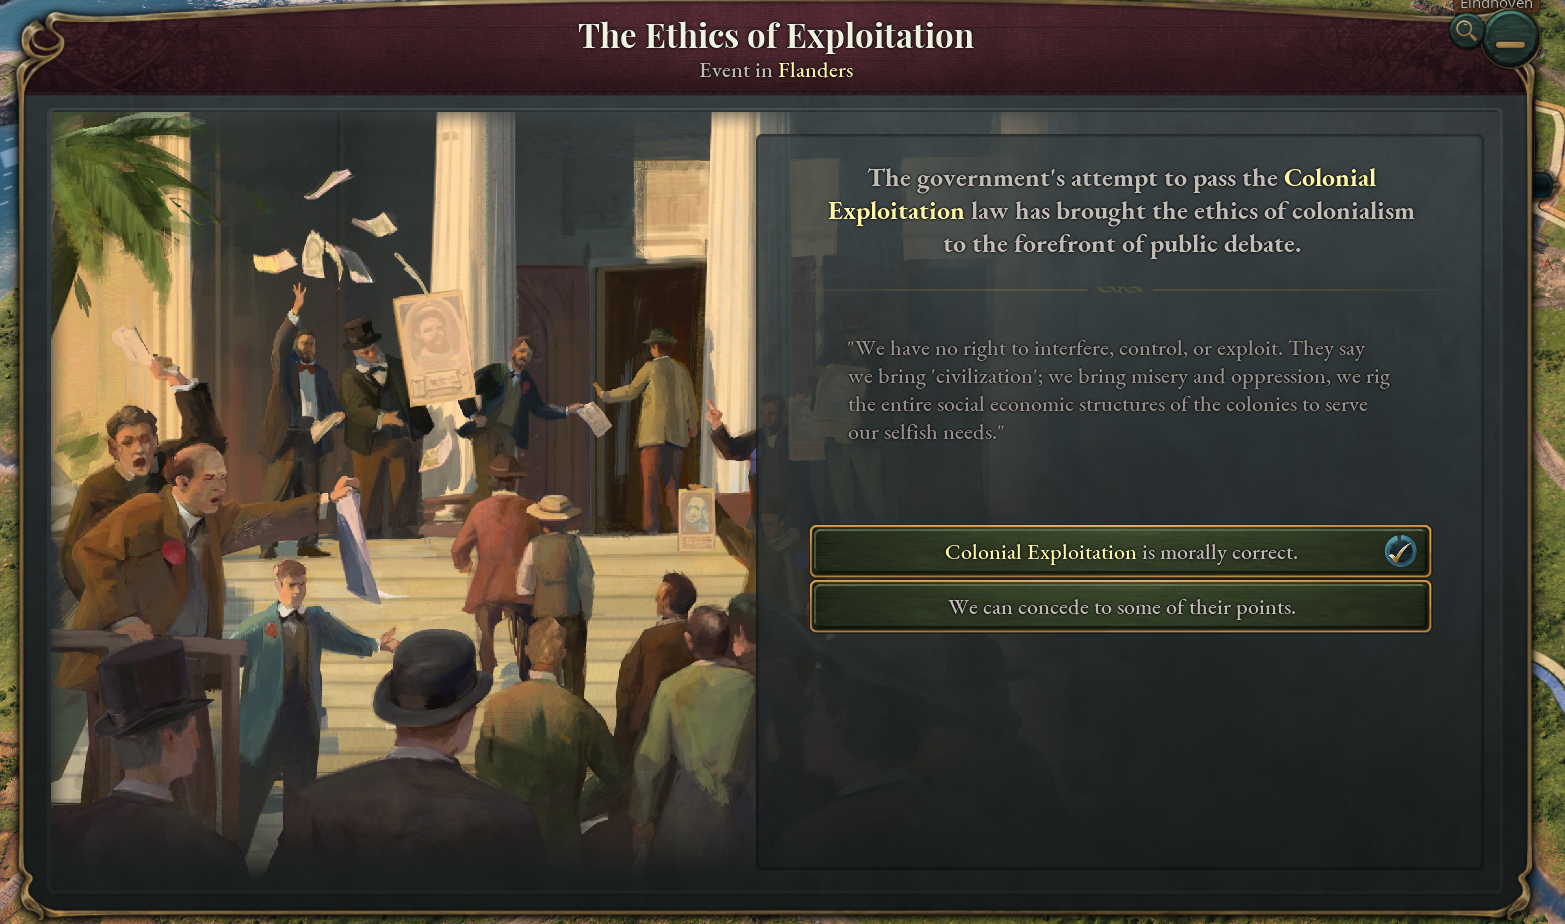 Eindhoven
The Ethics of Exploitation
Event in Flanders
The government's attempt to pass the Colonial
Exploitation law has brought the ethics of colonialism
to the forefront of public debate.
"We have no right to interfere, control, or exploit. They say
we bring 'civilization'; we bring misery and oppression, we rig
the entire social economic structures of the colonies to serve
our selfish needs."
Colonial Exploitation is morally correct.
We can concede to some of their points.